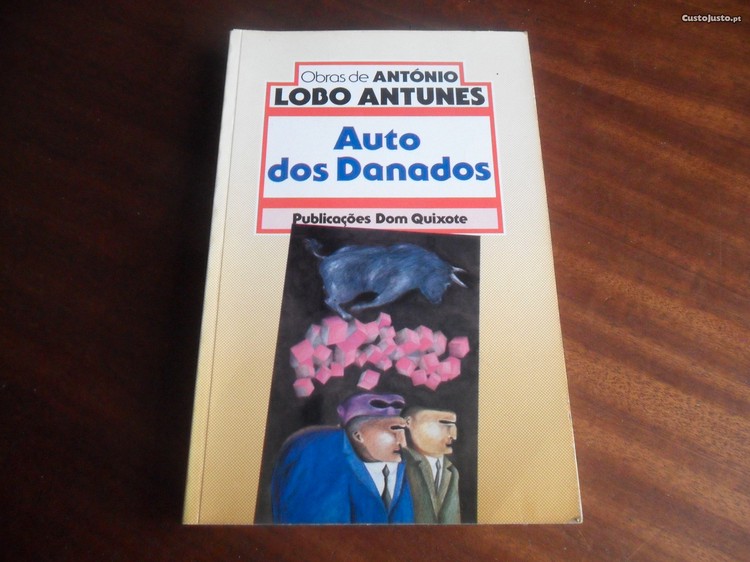 CustoJusto.pt
Obras de ANTÓNIO
LOBO ANTUNES
Auto
dos Danados
Publicações Dom Quixote